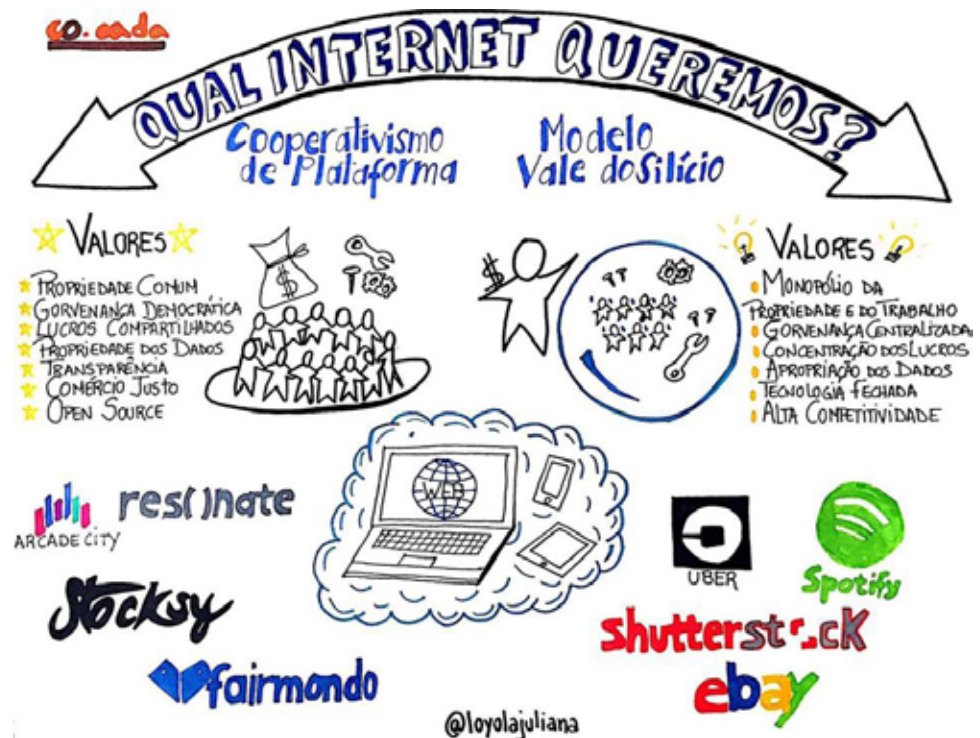 co.mada
QUAL INTERNET QUEREMOS?
Cooperativismo
de Plataforma
Modelo
Vale do Silício
VALORES
PROPRIEDADE COMUM
GORVENANÇA DEMOCRÁTICA
LUCROS COMPARTILHADOS
PROPRIEDADE DOS DADOS
TRANSPARÊNCIA
COMÉRCIO JUSTO
OPEN SOURCE
$
$
VALORES
MONOPÓLIO DA
PROPRIEDADE E DO TRABALHO
GORVENANÇA CENTRALIZADA
CONCENTRAÇÃO DOS LUCROS
APROPRIAÇÃO DOS DADOS
TECNOLOGIA FECHADA
ALTA COMPETITIVIDADE
WEB
ARCADE CITY
res()nate
Stocksy
fairmondo
UBER
Spotify
shutterstock
ebay
@loyolajuliana